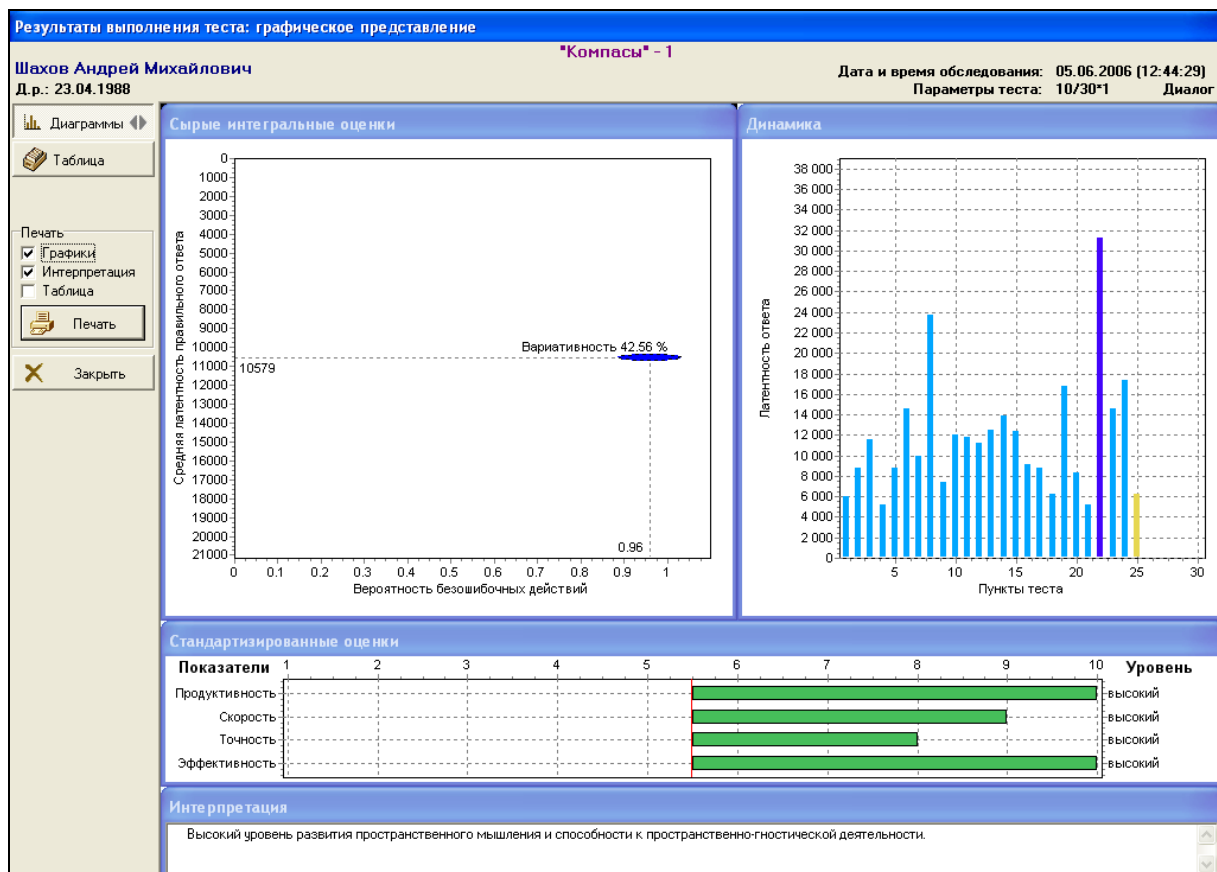 Результаты выполнения теста: графическое представление
"Компасы" - 1
Шахов Андрей Михайлович
Д.р.: 23.04.1988
Дата и время обследования: 05.06.2006 (12:44:29)
Параметры теста: 10/30*1 Диалог
Диаграммы
Таблица
Печать
Графики
Интерпретация
Таблица
Печать
Закрыть
Сырые интегральные оценки
Средняя латентность правильного ответа
0
1000
2000
3000
4000
5000
6000
7000
8000
9000
10000
11000
12000
13000
14000
15000
16000
17000
18000
19000
20000
21000
Вариативность 42.56 %
10579
0.96
0 0.1 0.2 0.3 0.4 0.5 0.6 0.7 0.8 0.9 1
Вероятность безошибочных действий
Динамика
Латентность ответа
38 000
36 000
34 000
32 000
30 000
28 000
26 000
24 000
22 000
20 000
18 000
16 000
14 000
12 000
10 000
8 000
6 000
4 000
2 000
0
5 10 15 20 25 30
Пункты теста
Стандартизированные оценки
Показатели 1 2 3 4 5 6 7 8 9 10 Уровень
Продуктивность высокий
Скорость высокий
Точность высокий
Эффективность высокий
Интерпретация
Высокий уровень развития пространственного мышления и способности к пространственно-гностической деятельности.